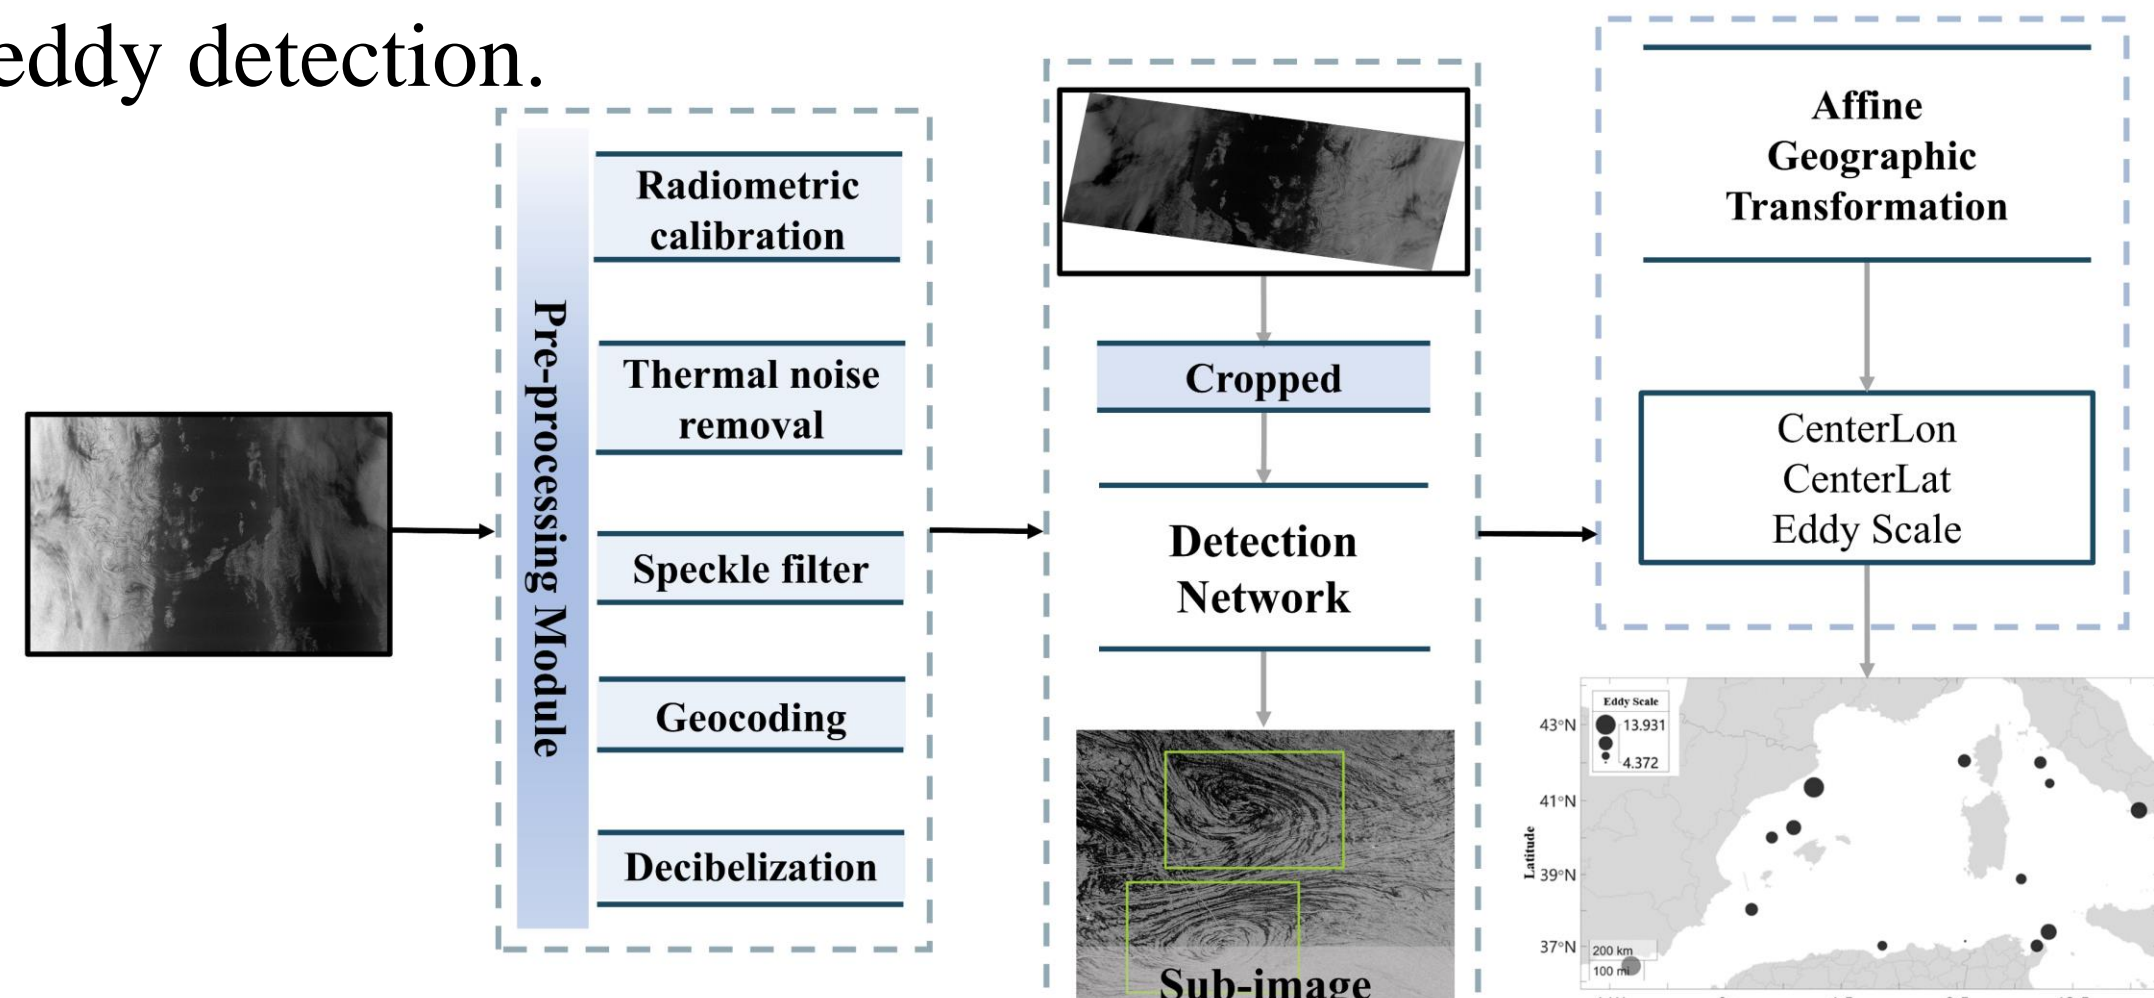 eddy detection.
Pre-processing Module
Radiometric
calibration
Thermal noise
removal
Speckle filter
Geocoding
Decibelization
Cropped
Detection
Network
Sub-image
Affine
Geographic
Transformation
CenterLon
CenterLat
Eddy Scale
Eddy Scale
13.931
4.372
43°N
41°N
39°N
37°N
Latitude
200 km
100 mi